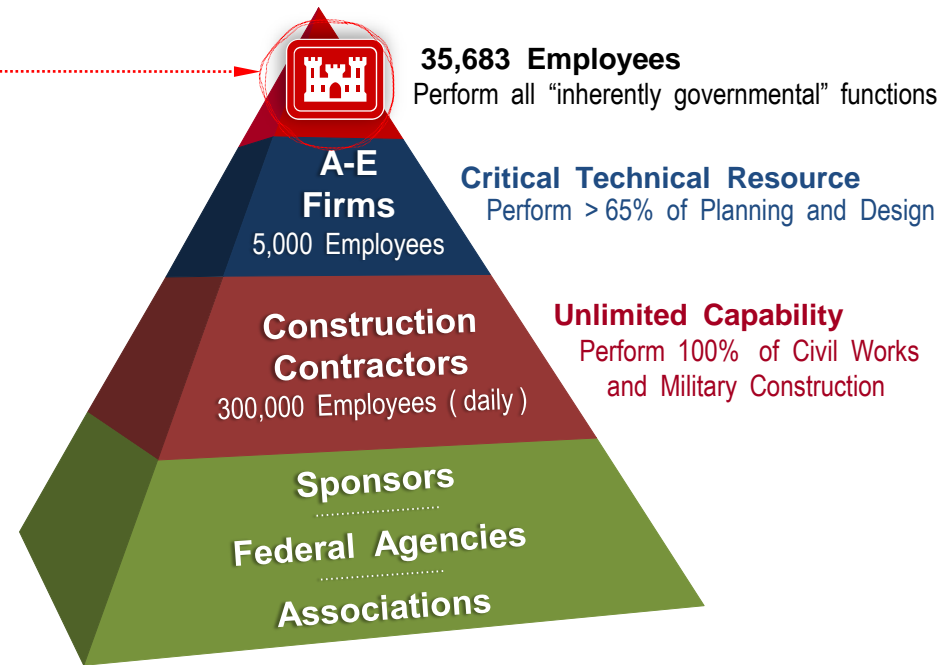 35,683 Employees
Perform all “inherently governmental” functions
A-E
Firms
5,000 Employees
Critical Technical Resource
Perform > 65% of Planning and Design
Construction
Contractors
300,000 Employees ( daily )
Unlimited Capability
Perform 100% of Civil Works
and Military Construction
Sponsors
Federal Agencies
Associations